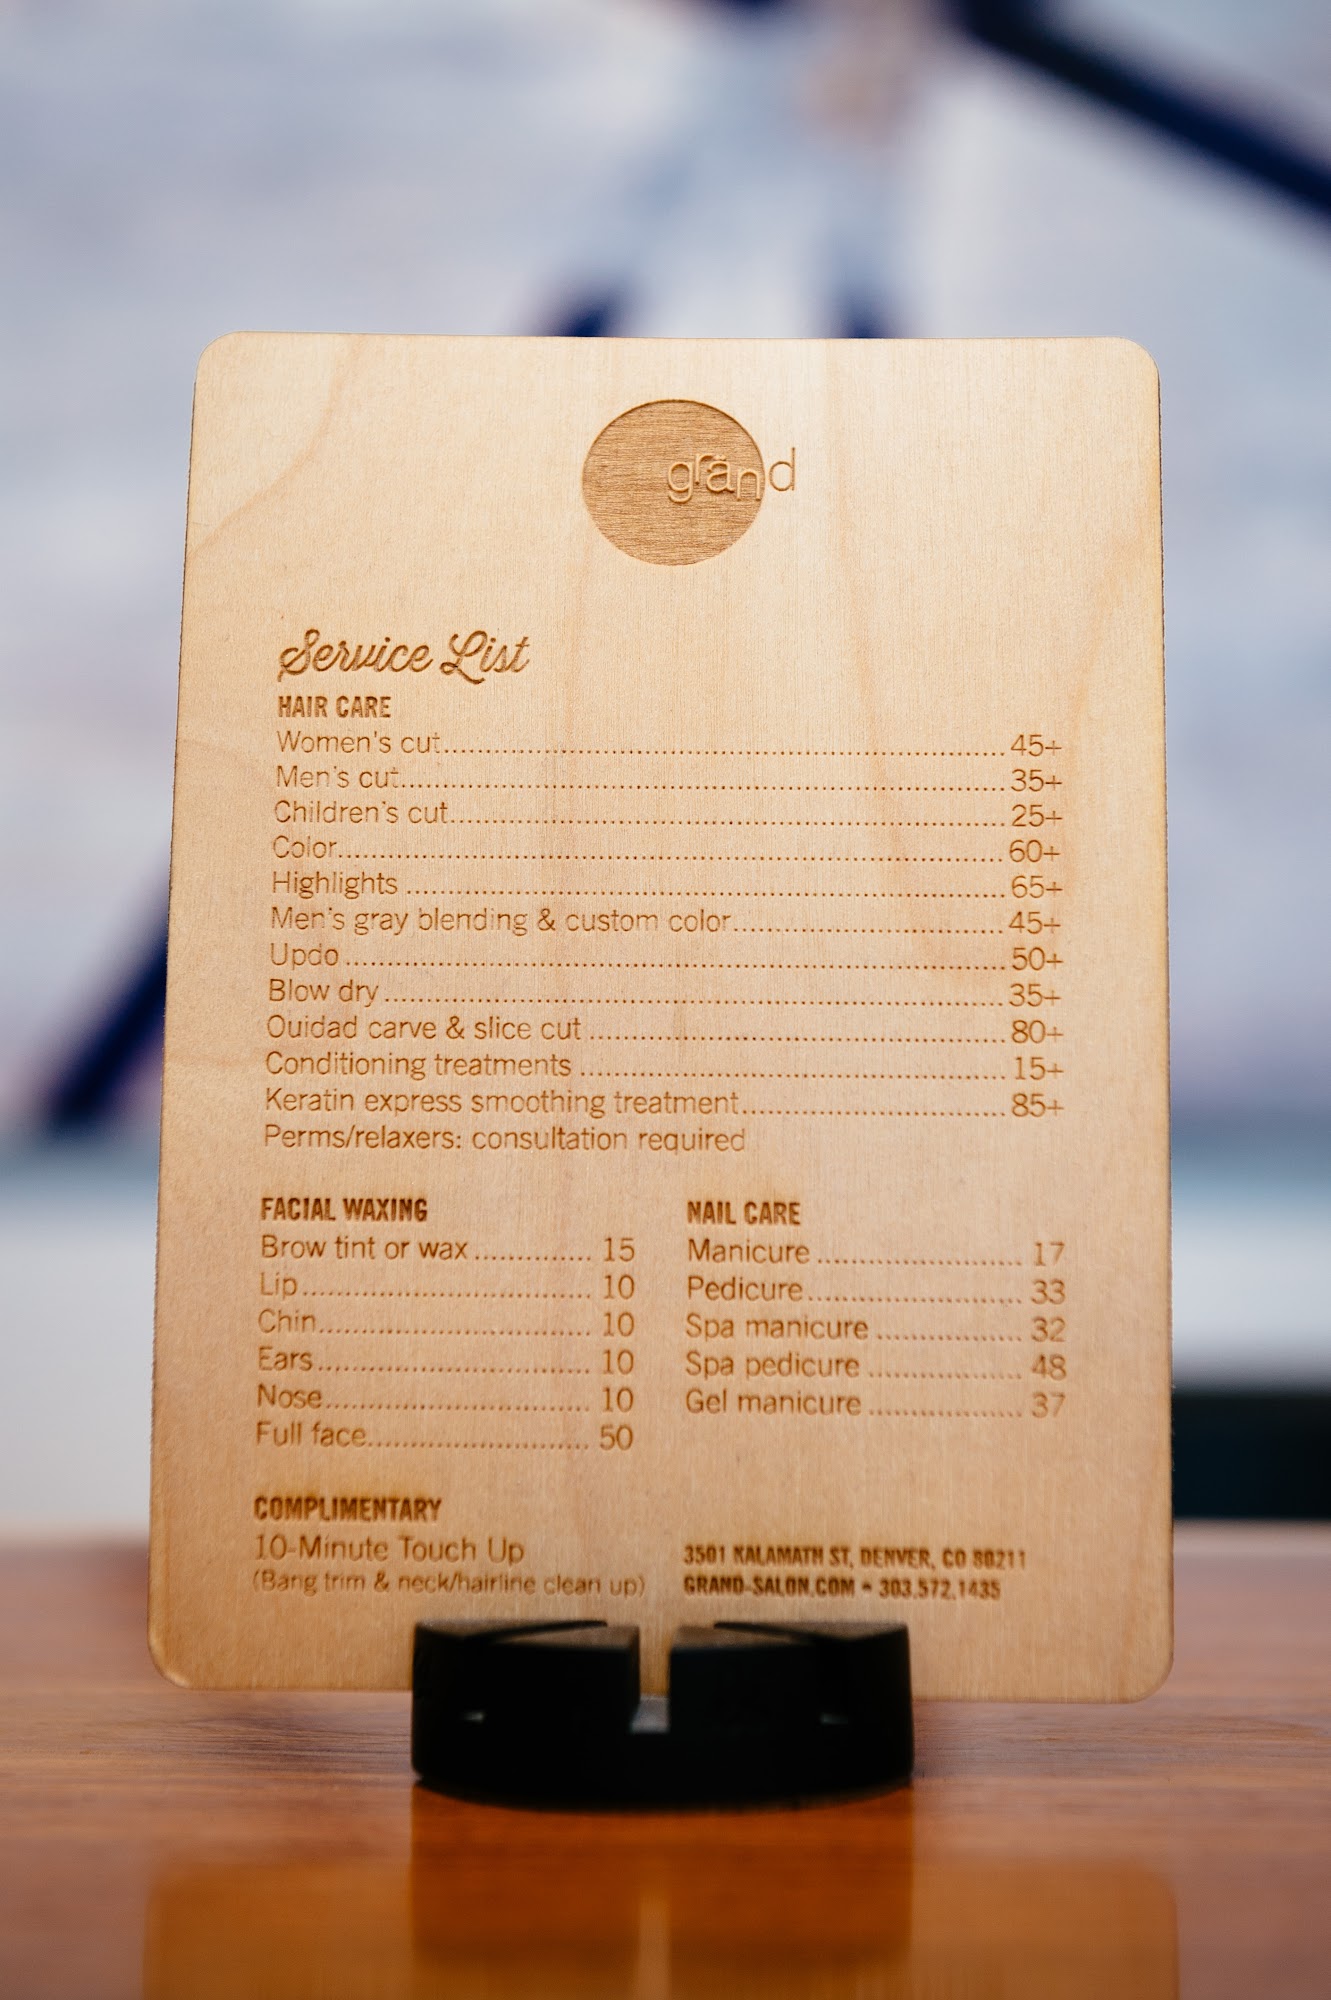 gränd
Service List
HAIR CARE
Women's cut........................................45+
Men's cut........................................35+
Children's cut........................................25+
Color........................................60+
Highlights ........................................65+
Men's gray blending & custom color....................45+
Updo ........................................50+
Blow dry ........................................35+
Ouidad carve & slice cut ..............................80+
Conditioning treatments ..............................15+
Keratin express smoothing treatment....................85+
Perms/relaxers: consultation required
FACIAL WAXING
Brow tint or wax .............. 15
Lip.............................. 10
Chin.............................. 10
Ears.............................. 10
Nose.............................. 10
Full face.......................... 50
NAIL CARE
Manicure ........................ 17
Pedicure.......................... 33
Spa manicure .................. 32
Spa pedicure .................. 48
Gel manicure .................. 37
COMPLIMENTARY
10-Minute Touch Up
(Bang trim & neck/hairline clean up)
3501 KALAMATH ST, DENVER, CO 80211
GRAND-SALON.COM • 303.572.1435